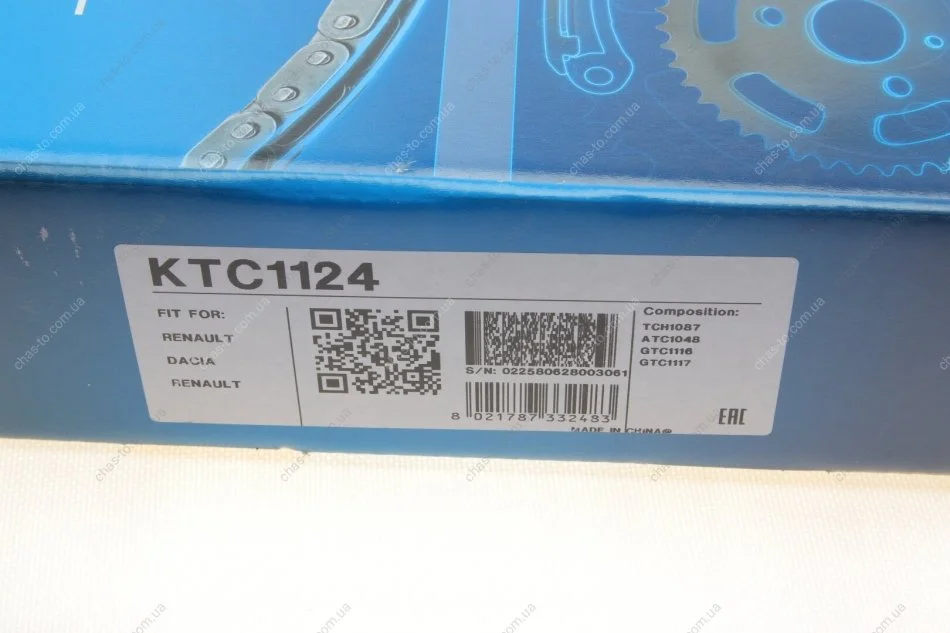 KTC1124
FIT FOR:
RENAULT
DACIA
RENAULT
S/N: 022580628003061
8 021787 332483
MADE IN CHINA@
Composition:
TCH1087
ATC1048
GTC1116
GTC1117
EAC
chas-to.com.ua